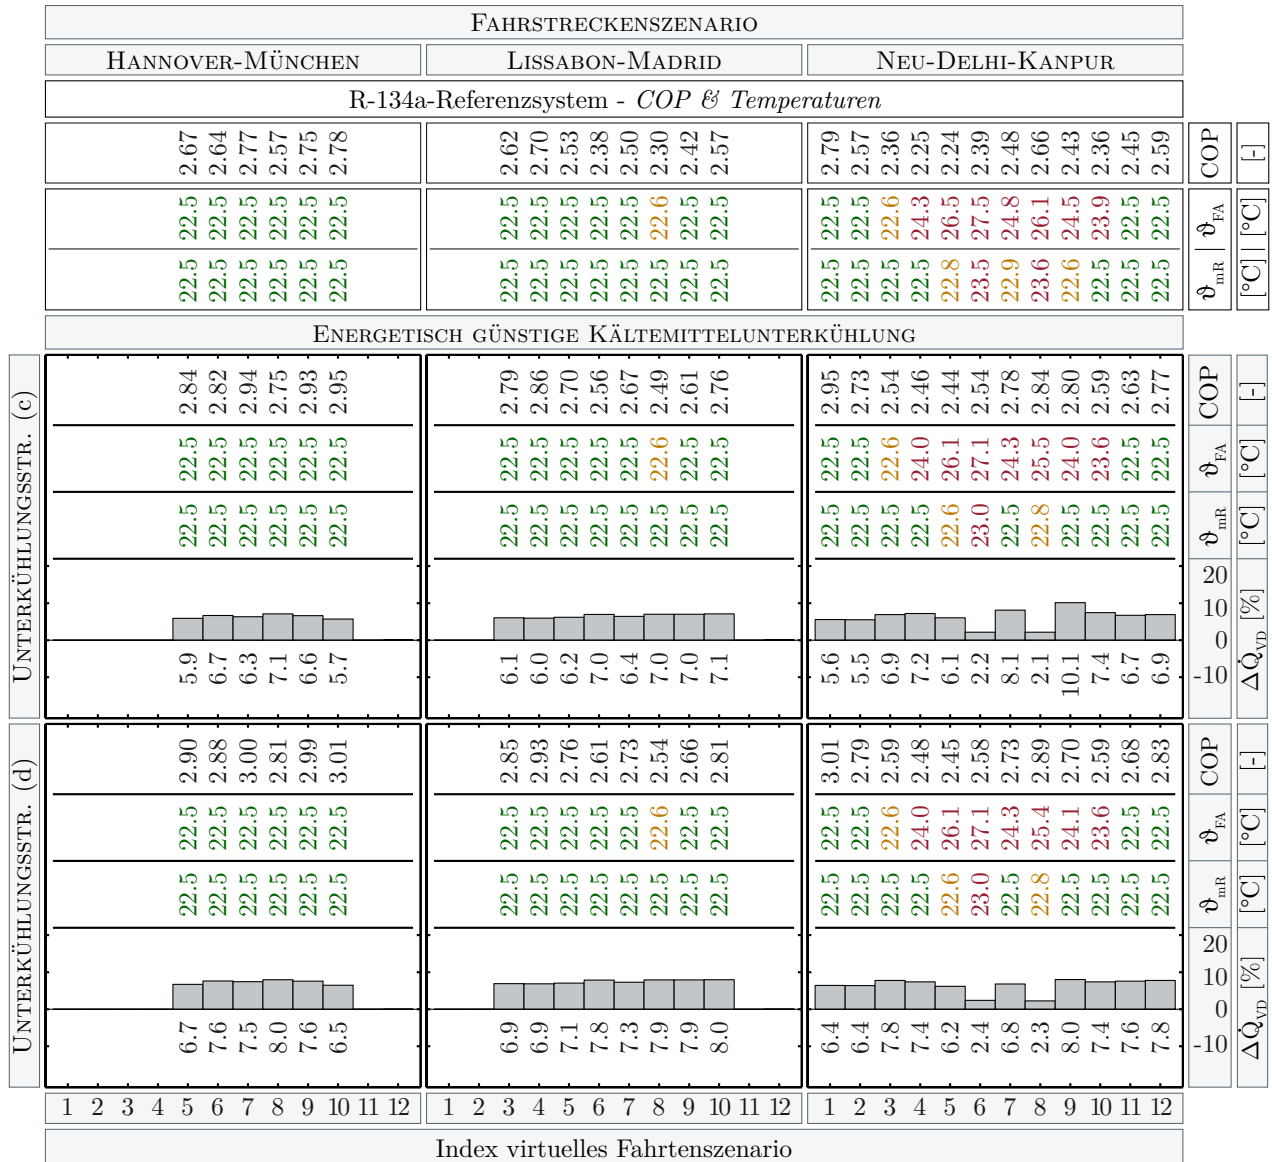 FAHRSTRECKENSZENARIO
HANNOVER-MÜNCHEN LISSABON-MADRID NEU-DELHI-KANPUR
R-134a-Referenzsystem - COP & Temperaturen
2.67 2.64 2.77 2.57 2.75 2.78 2.62 2.70 2.53 2.38 2.50 2.30 2.42 2.57 2.79 2.57 2.36 2.25 2.24 2.39 2.48 2.66 2.43 2.36 2.45 2.59 COP [-]
22.5 22.5 22.5 22.5 22.5 22.5 22.5 22.5 22.5 22.5 22.5 22.6 22.5 22.5 22.5 22.5 22.6 24.3 26.5 27.5 24.8 26.1 24.5 23.9 22.5 22.5 ϑFA [°C]
22.5 22.5 22.5 22.5 22.5 22.5 22.5 22.5 22.5 22.5 22.5 22.5 22.5 22.5 22.5 22.5 22.5 22.5 22.8 23.5 22.9 23.6 22.6 22.5 22.5 22.5 ϑmR | [°C] |
ENERGETISCH GÜNSTIGE KÄLTEMITTELUNTERKÜHLUNG
UNTERKÜHLUNGSSTR. (c)
2.84 2.82 2.94 2.75 2.93 2.95 2.79 2.86 2.70 2.56 2.67 2.49 2.61 2.76 2.95 2.73 2.54 2.46 2.44 2.54 2.78 2.84 2.80 2.59 2.63 2.77 COP [-]
22.5 22.5 22.5 22.5 22.5 22.5 22.5 22.5 22.5 22.5 22.5 22.6 22.5 22.5 22.5 22.5 22.6 24.0 26.1 27.1 24.3 25.5 24.0 23.6 22.5 22.5 ϑFA [°C]
22.5 22.5 22.5 22.5 22.5 22.5 22.5 22.5 22.5 22.5 22.5 22.5 22.5 22.5 22.5 22.5 22.5 22.5 22.6 23.0 22.5 22.8 22.5 22.5 22.5 22.5 ϑmR [°C]
20
10
0
-10
ΔQ̇VD [%]
5.9 6.7 6.3 7.1 6.6 5.7 6.1 6.0 6.2 7.0 6.4 7.0 7.0 7.1 5.6 5.5 6.9 7.2 6.1 2.2 8.1 2.1 10.1 7.4 6.7 6.9
UNTERKÜHLUNGSSTR. (d)
2.90 2.88 3.00 2.81 2.99 3.01 2.85 2.93 2.76 2.61 2.73 2.54 2.66 2.81 3.01 2.79 2.59 2.48 2.45 2.58 2.73 2.89 2.70 2.59 2.68 2.83 COP [-]
22.5 22.5 22.5 22.5 22.5 22.5 22.5 22.5 22.5 22.5 22.5 22.6 22.5 22.5 22.5 22.5 22.6 24.0 26.1 27.1 24.3 25.4 24.1 23.6 22.5 22.5 ϑFA [°C]
22.5 22.5 22.5 22.5 22.5 22.5 22.5 22.5 22.5 22.5 22.5 22.5 22.5 22.5 22.5 22.5 22.5 22.5 22.6 23.0 22.5 22.8 22.5 22.5 22.5 22.5 ϑmR [°C]
20
10
0
-10
ΔQ̇VD [%]
6.7 7.6 7.5 8.0 7.6 6.5 6.9 6.9 7.1 7.8 7.3 7.9 7.9 8.0 6.4 6.4 7.8 7.4 6.2 2.4 6.8 2.3 8.0 7.4 7.6 7.8
1 2 3 4 5 6 7 8 9 10 11 12 1 2 3 4 5 6 7 8 9 10 11 12 1 2 3 4 5 6 7 8 9 10 11 12
Index virtuelles Fahrtenszenario